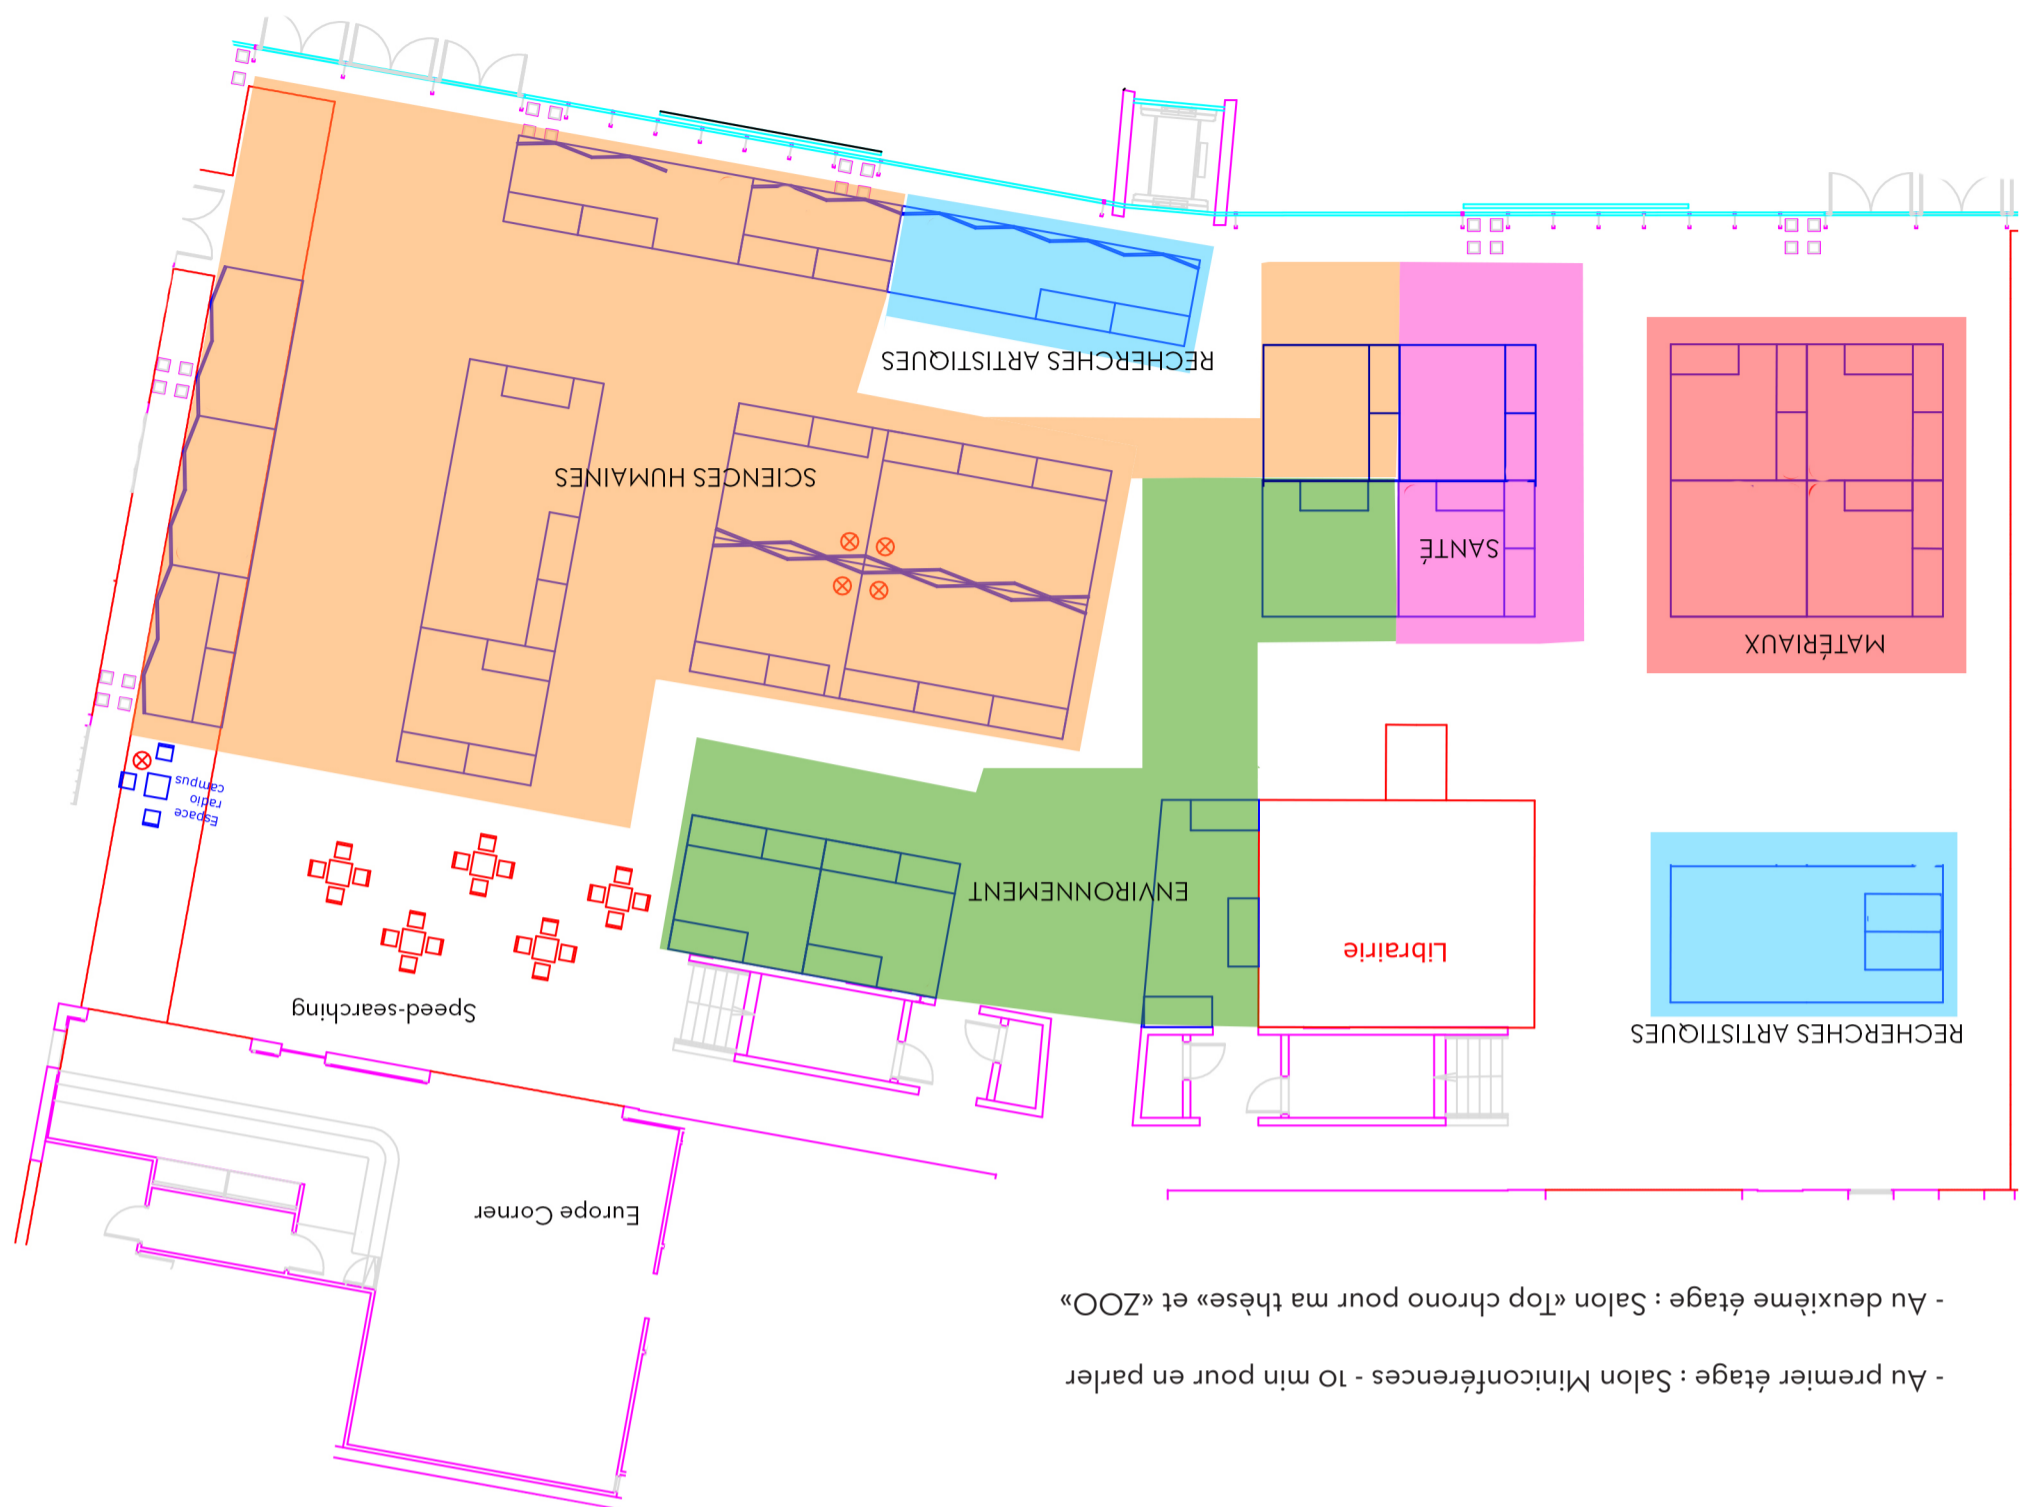 - Au premier étage : Salon Miniconférences - 10 min pour en parler
- Au deuxième étage : Salon «Top chrono pour ma thèse» et «ZOO»
Europe Corner
RECHERCHES ARTISTIQUES
Speed-searching
Librairie
ENVIRONNEMENT
Espace
radio
campus
MATÉRIAUX
SANTÉ
SCIENCES HUMAINES
RECHERCHES ARTISTIQUES